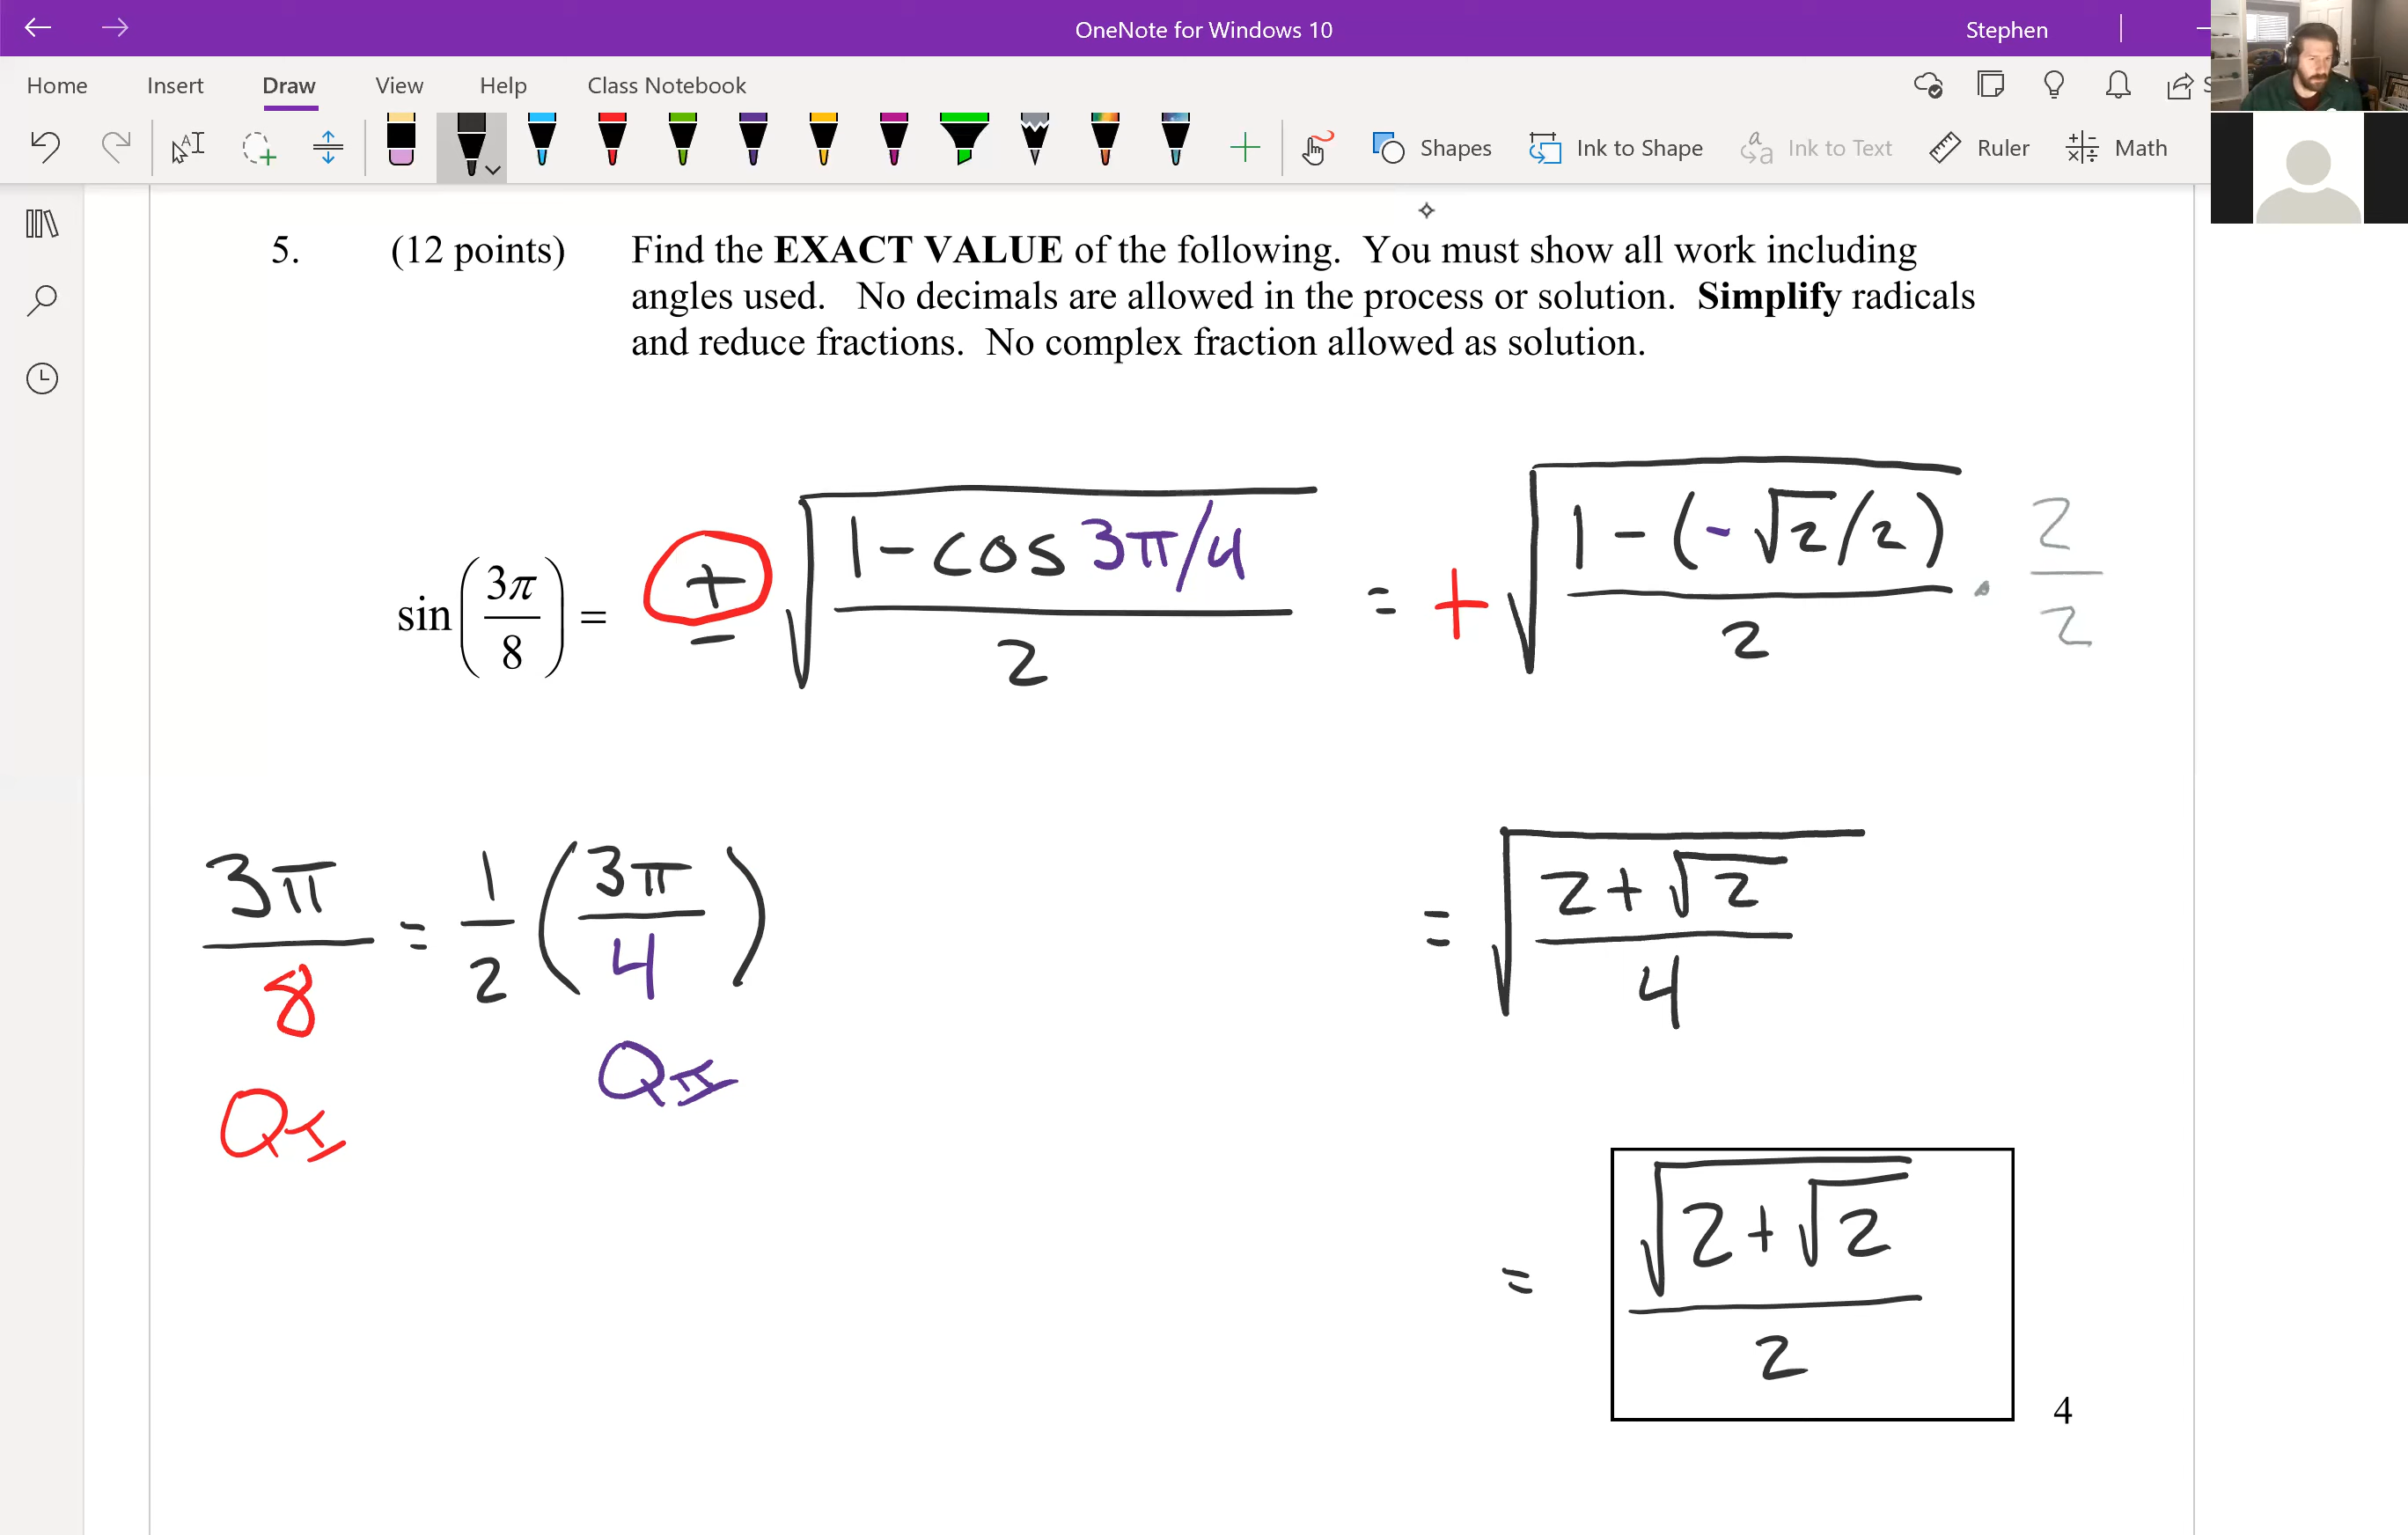 OneNote for Windows 10
Stephen
Home Insert Draw View Help Class Notebook
Shapes Ink to Shape Ink to Text Ruler Math
5. (12 points) Find the EXACT VALUE of the following. You must show all work including
angles used. No decimals are allowed in the process or solution. Simplify radicals
and reduce fractions. No complex fraction allowed as solution.
sin(3π/8) = ±√((1 - cos 3π/4)/2) = +√((1 - (-√2/2))/2) · 2/2
3π/8 = 1/2 (3π/4)
QI QII
= √((2 + √2)/4)
= √(2 + √2)/2
4